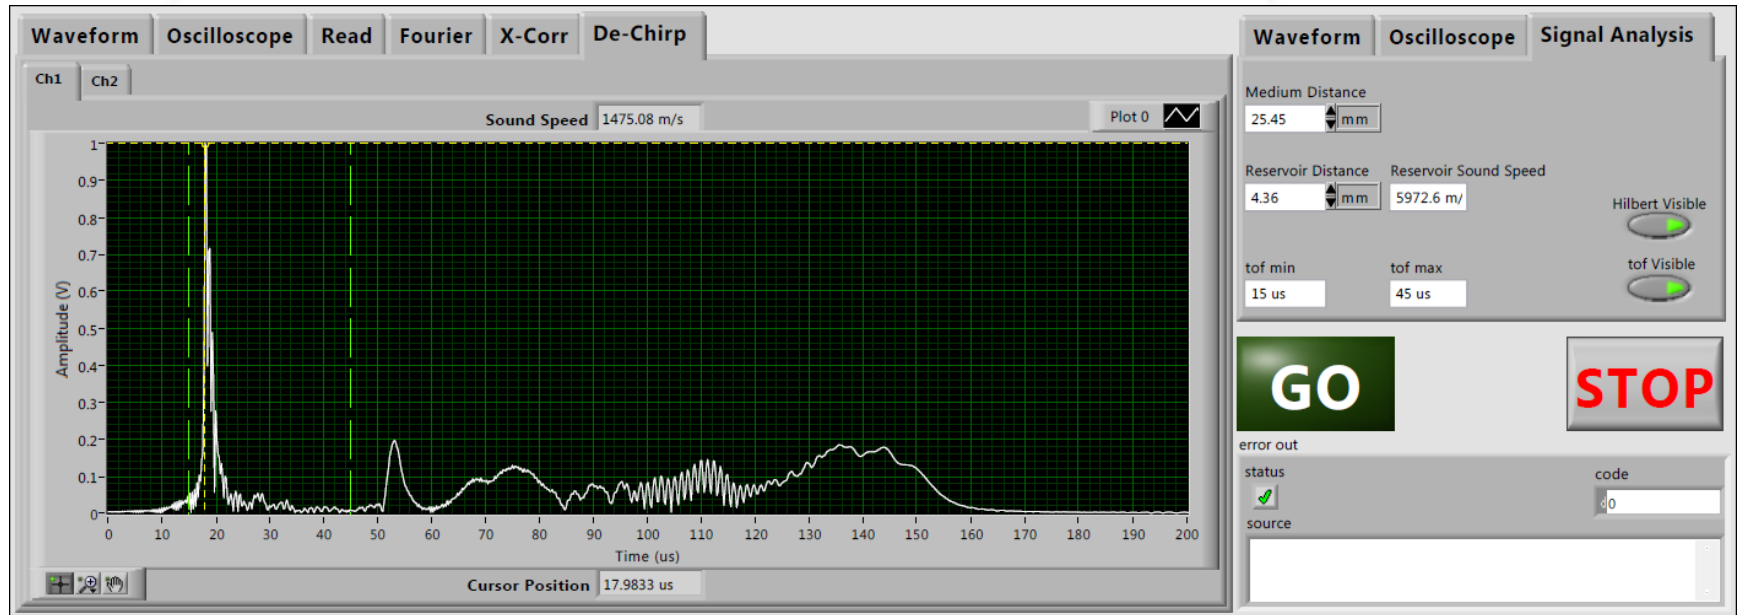 Waveform Oscilloscope Read Fourier X-Corr De-Chirp
Ch1 Ch2
Sound Speed 1475.08 m/s
Plot 0
1
0.9
0.8
0.7
0.6
0.5
0.4
0.3
0.2
0.1
0
Amplitude (V)
0 10 20 30 40 50 60 70 80 90 100 110 120 130 140 150 160 170 180 190 200
Time (us)
Cursor Position 17.9833 us
Waveform Oscilloscope Signal Analysis
Medium Distance
25.45 mm
Reservoir Distance Reservoir Sound Speed
4.36 mm 5972.6 m/
Hilbert Visible
tof min tof max tof Visible
15 us 45 us
GO STOP
error out
status code
d0
source